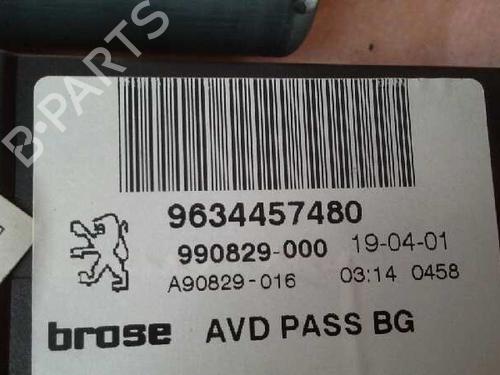 B-PARTS
9634457480
990829-000 19-04-01
A90829-016 03:14 0458
brose AVD PASS BG